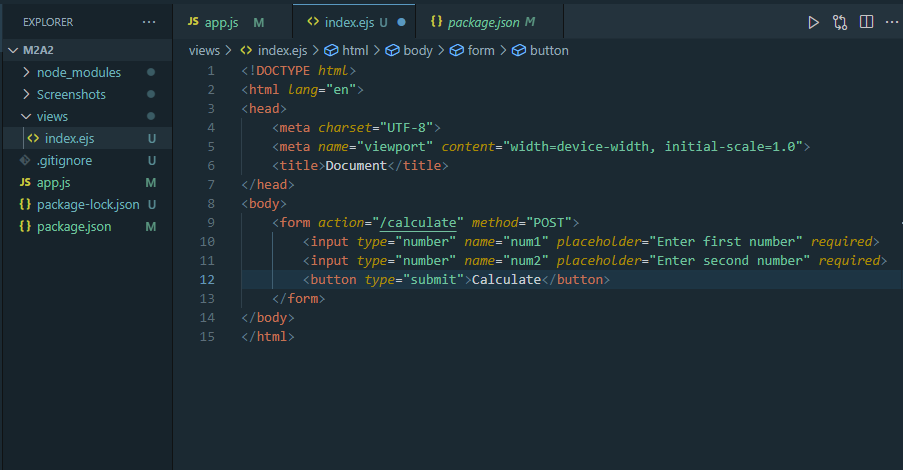 EXPLORER ...
M2A2
node_modules
Screenshots
views
<> index.ejs U
.gitignore U
JS app.js M
{} package-lock.json U
{} package.json M
JS app.js M
<> index.ejs U
{} package.json M
...
views > <> index.ejs > html > body > form > button
1 <!DOCTYPE html>
2 <html lang="en">
3 <head>
4 <meta charset="UTF-8">
5 <meta name="viewport" content="width=device-width, initial-scale=1.0">
6 <title>Document</title>
7 </head>
8 <body>
9 <form action="/calculate" method="POST">
10 <input type="number" name="num1" placeholder="Enter first number" required>
11 <input type="number" name="num2" placeholder="Enter second number" required>
12 <button type="submit">Calculate</button>
13 </form>
14 </body>
15 </html>